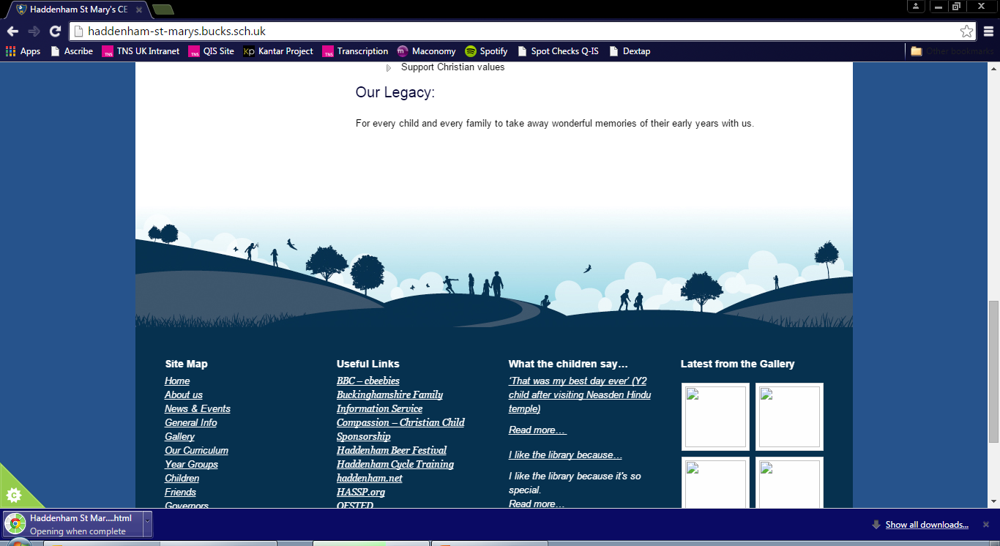 Haddenham St Mary's CE
haddenham-st-marys.bucks.sch.uk
Apps Ascribe TNS UK Intranet QIS Site Kantar Project Transcription Maconomy Spotify Spot Checks Q-IS Dextap Other bookmarks
Support Christian values
Our Legacy:
For every child and every family to take away wonderful memories of their early years with us.
Site Map
Home
About us
News & Events
General Info
Gallery
Our Curriculum
Year Groups
Children
Friends
Governors
Useful Links
BBC – cbeebies
Buckinghamshire Family
Information Service
Compassion – Christian Child
Sponsorship
Haddenham Beer Festival
Haddenham Cycle Training
haddenham.net
HASSP.org
OFSTED
What the children say…
‘That was my best day ever’ (Y2
child after visiting Neasden Hindu
temple)
Read more…
I like the library because…
I like the library because it's so
special.
Read more…
Latest from the Gallery
Haddenham St Mar....html
Opening when complete
Show all downloads...